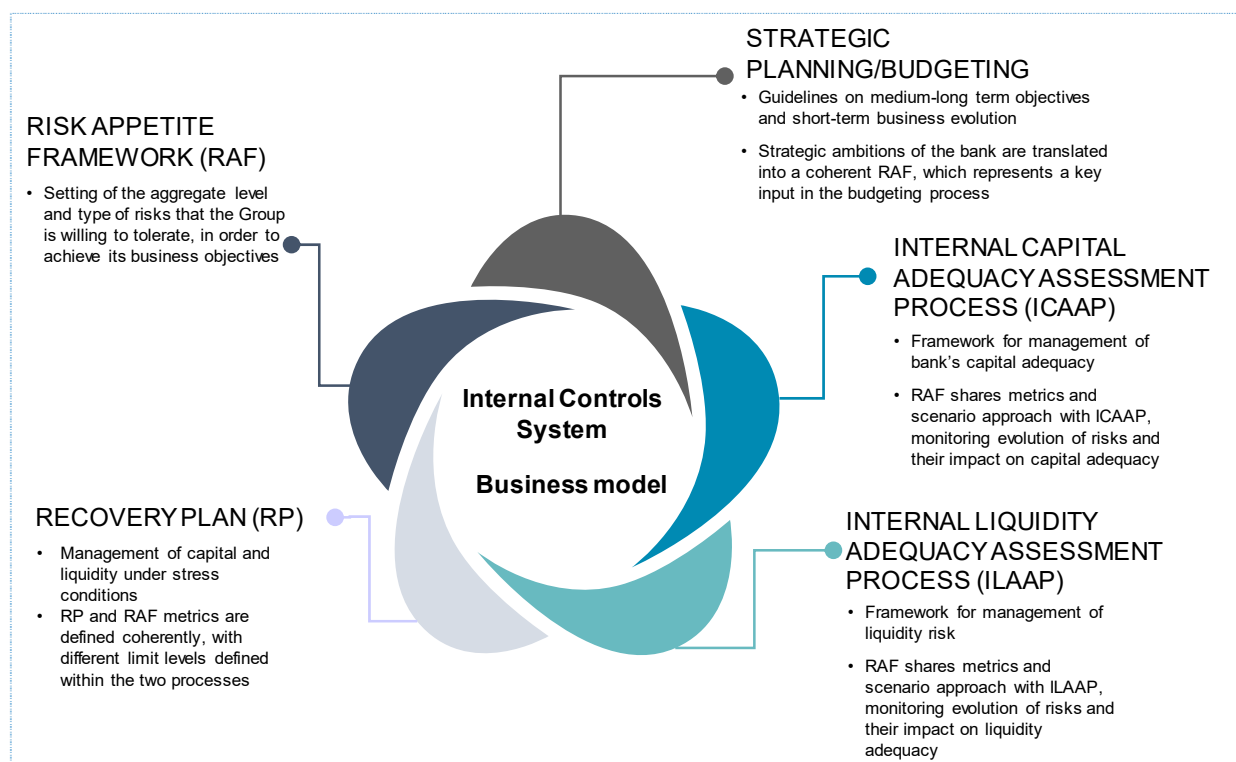 STRATEGIC
PLANNING/BUDGETING
• Guidelines on medium-long term objectives
and short-term business evolution
• Strategic ambitions of the bank are translated
into a coherent RAF, which represents a key
input in the budgeting process
RISK APPETITE
FRAMEWORK (RAF)
• Setting of the aggregate level
and type of risks that the Group
is willing to tolerate, in order to
achieve its business objectives
INTERNAL CAPITAL
ADEQUACY ASSESSMENT
PROCESS (ICAAP)
• Framework for management of
bank's capital adequacy
• RAF shares metrics and
scenario approach with ICAAP,
monitoring evolution of risks and
their impact on capital adequacy
Internal Controls
System
Business model
RECOVERY PLAN (RP)
• Management of capital and
liquidity under stress
conditions
• RP and RAF metrics are
defined coherently, with
different limit levels defined
within the two processes
INTERNAL LIQUIDITY
ADEQUACY ASSESSMENT
PROCESS (ILAAP)
• Framework for management of
liquidity risk
• RAF shares metrics and
scenario approach with ILAAP,
monitoring evolution of risks and
their impact on liquidity
adequacy